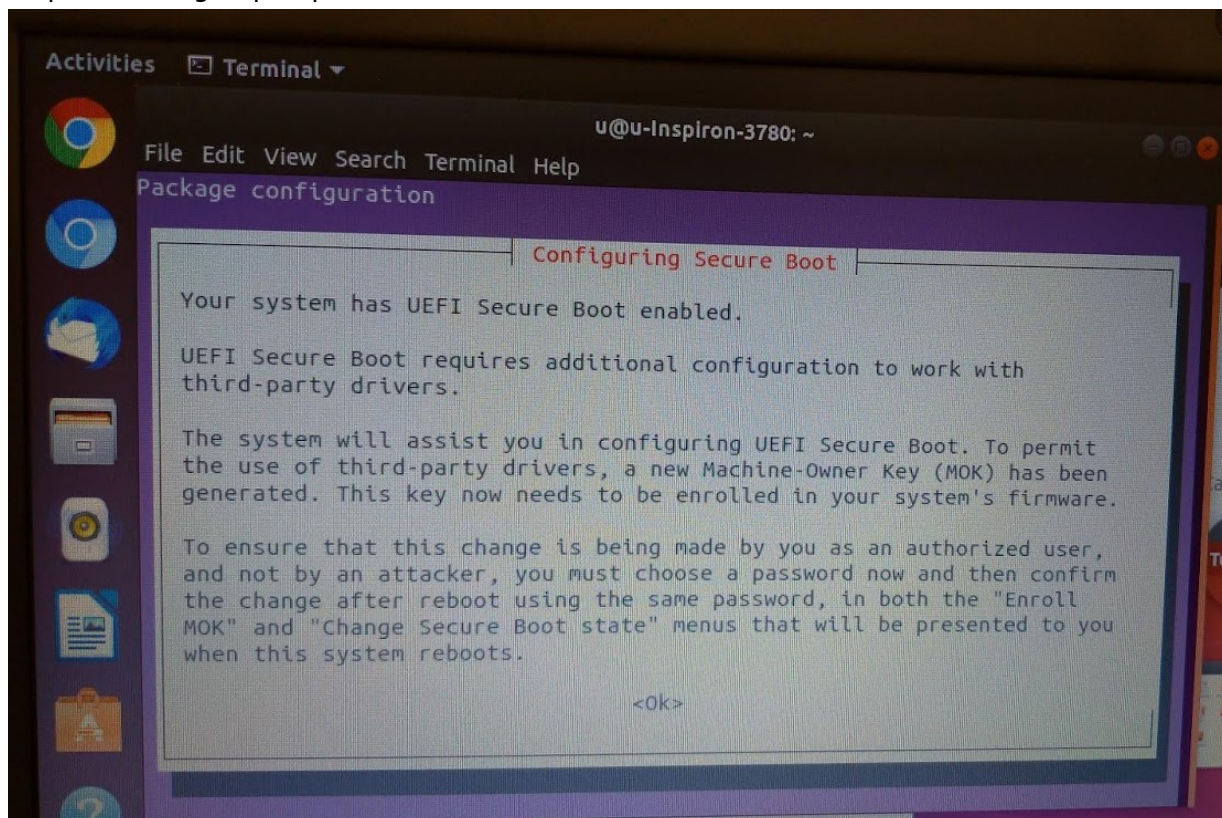 Activities Terminal
u@u-Inspiron-3780: ~
File Edit View Search Terminal Help
Package configuration
Configuring Secure Boot
Your system has UEFI Secure Boot enabled.
UEFI Secure Boot requires additional configuration to work with
third-party drivers.
The system will assist you in configuring UEFI Secure Boot. To permit
the use of third-party drivers, a new Machine-Owner Key (MOK) has been
generated. This key now needs to be enrolled in your system's firmware.
To ensure that this change is being made by you as an authorized user,
and not by an attacker, you must choose a password now and then confirm
the change after reboot using the same password, in both the "Enroll
MOK" and "Change Secure Boot state" menus that will be presented to you
when this system reboots.
<Ok>